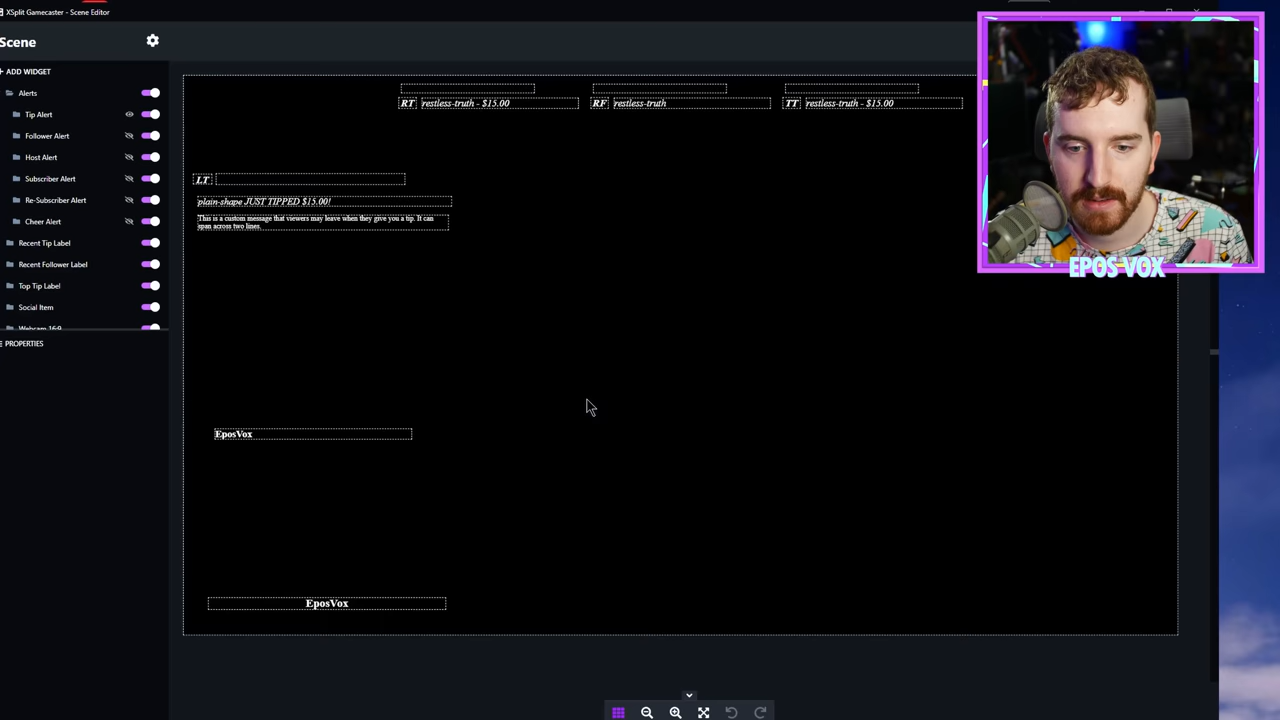 XSplit Gamecaster - Scene Editor
Scene
+ ADD WIDGET
Alerts
Tip Alert
Follower Alert
Host Alert
Subscriber Alert
Re-Subscriber Alert
Cheer Alert
Recent Tip Label
Recent Follower Label
Top Tip Label
Social Item
Webcam 16:9
PROPERTIES
RT restless-truth - $15.00
RF restless-truth
TT restless-truth - $15.00
LT
plain-shape JUST TIPPED $15.00!
This is a custom message that viewers may leave when they give you a tip. It can
span across two lines.
EposVox
EposVox
EPOS VOX